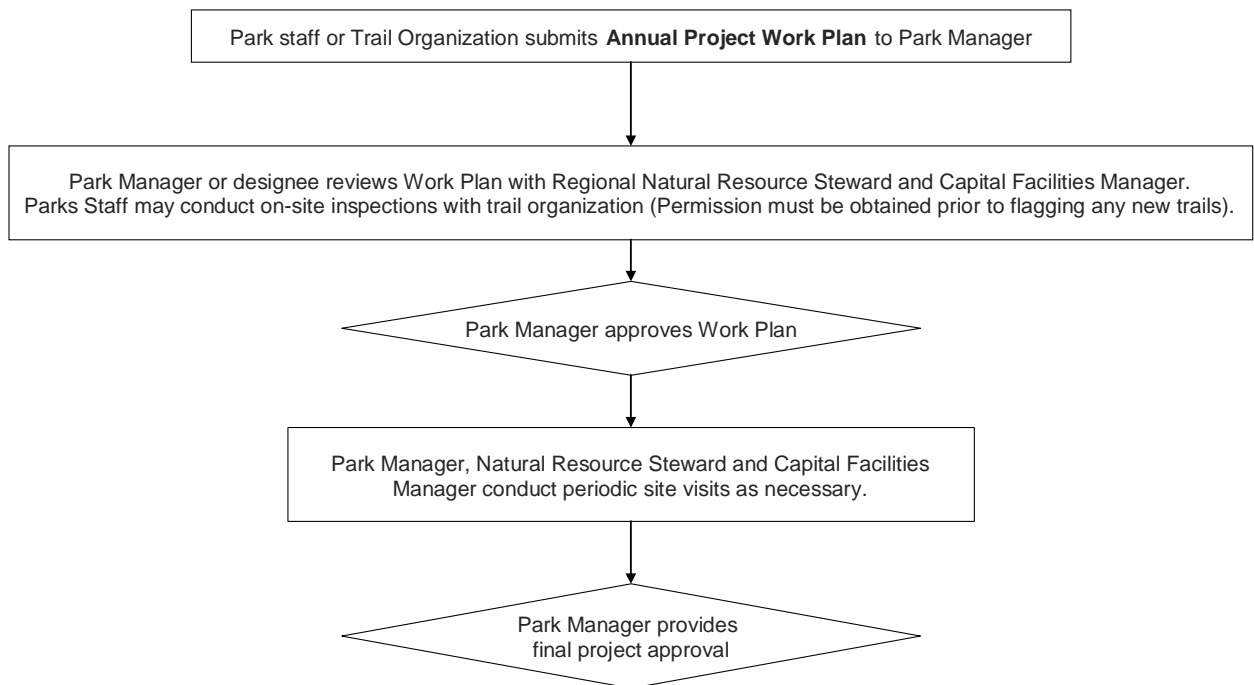 Park staff or Trail Organization submits Annual Project Work Plan to Park Manager
Park Manager or designee reviews Work Plan with Regional Natural Resource Steward and Capital Facilities Manager.
Parks Staff may conduct on-site inspections with trail organization (Permission must be obtained prior to flagging any new trails).
Park Manager approves Work Plan
Park Manager, Natural Resource Steward and Capital Facilities
Manager conduct periodic site visits as necessary.
Park Manager provides
final project approval